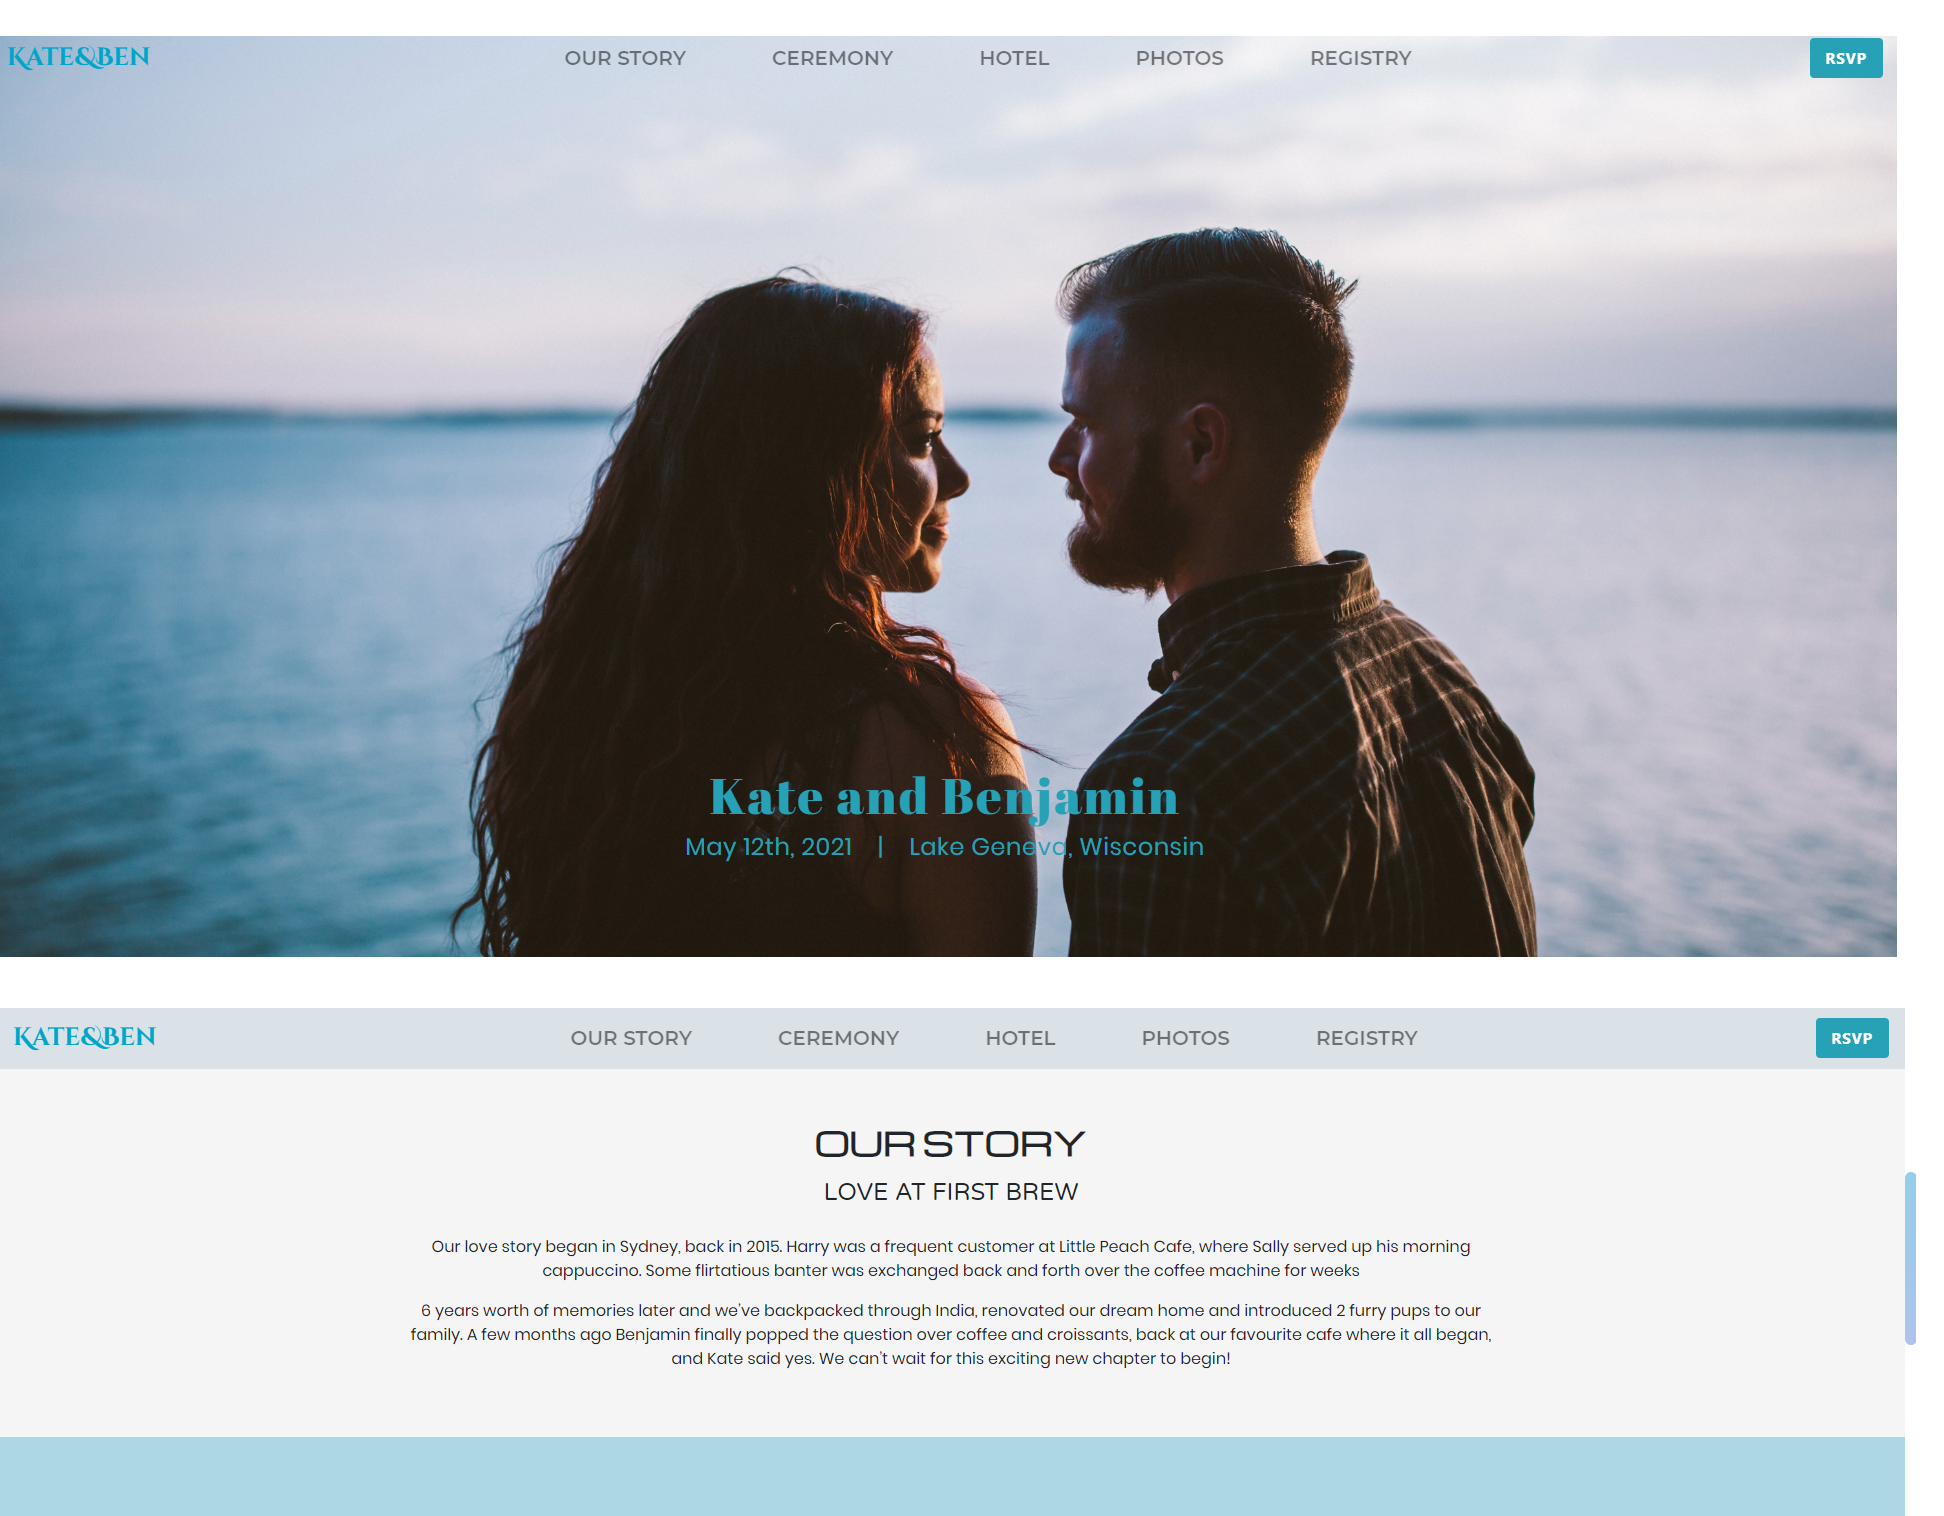 KATE&BEN OUR STORY CEREMONY HOTEL PHOTOS REGISTRY RSVP
Kate and Benjamin
May 12th, 2021 | Lake Geneva, Wisconsin
KATE&BEN OUR STORY CEREMONY HOTEL PHOTOS REGISTRY RSVP
OUR STORY
LOVE AT FIRST BREW
Our love story began in Sydney, back in 2015. Harry was a frequent customer at Little Peach Cafe, where Sally served up his morning
cappuccino. Some flirtatious banter was exchanged back and forth over the coffee machine for weeks
6 years worth of memories later and we've backpacked through India, renovated our dream home and introduced 2 furry pups to our
family. A few months ago Benjamin finally popped the question over coffee and croissants, back at our favourite cafe where it all began,
and Kate said yes. We can't wait for this exciting new chapter to begin!